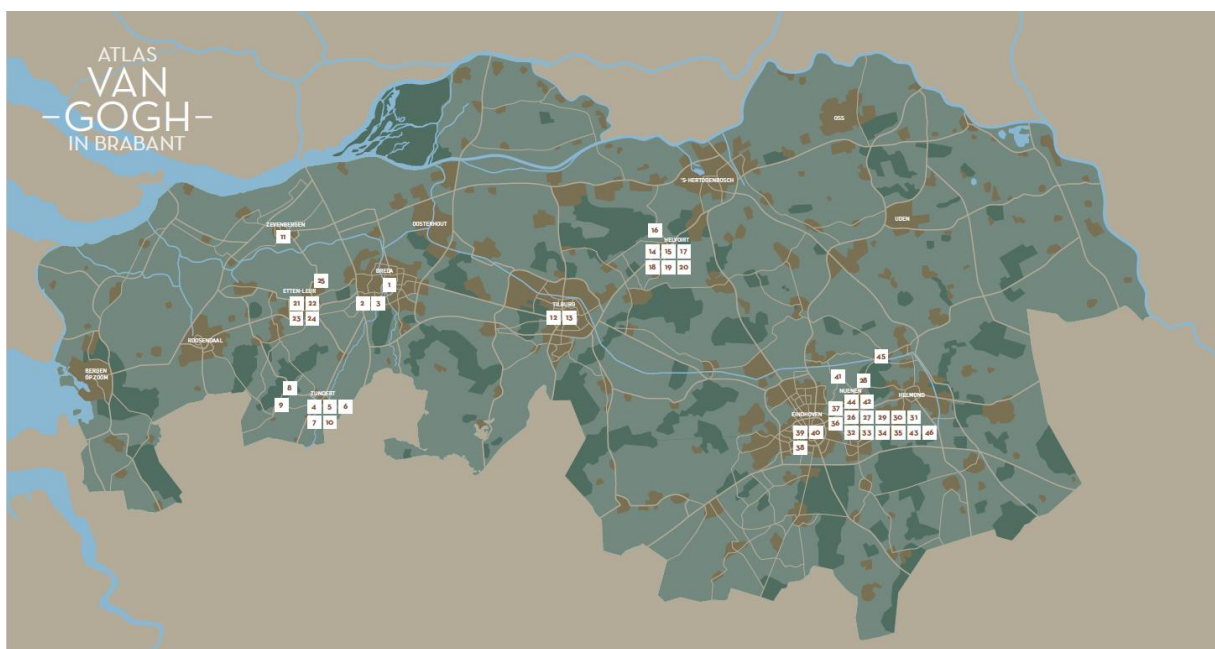 ATLAS
VAN
-GOGH-
IN BRABANT
OSS
'S-HERTOGENBOSCH
UDEN
OOSTERHOUT
ZEVENBERGEN
11
16
HELVOIRT
14 15 17
18 19 20
BREDA
1
2 3
25
ETTEN-LEUR
21 22
23 24
TILBURG
12 13
ROOSENDAAL
BERGEN
OP ZOOM
8
9
ZUNDERT
4 5 6
7 10
45
41 28
NUENEN
HELMOND
44 42
37
26 27 29 30 31
36
32 33 34 35 43 46
EINDHOVEN
39 40
38